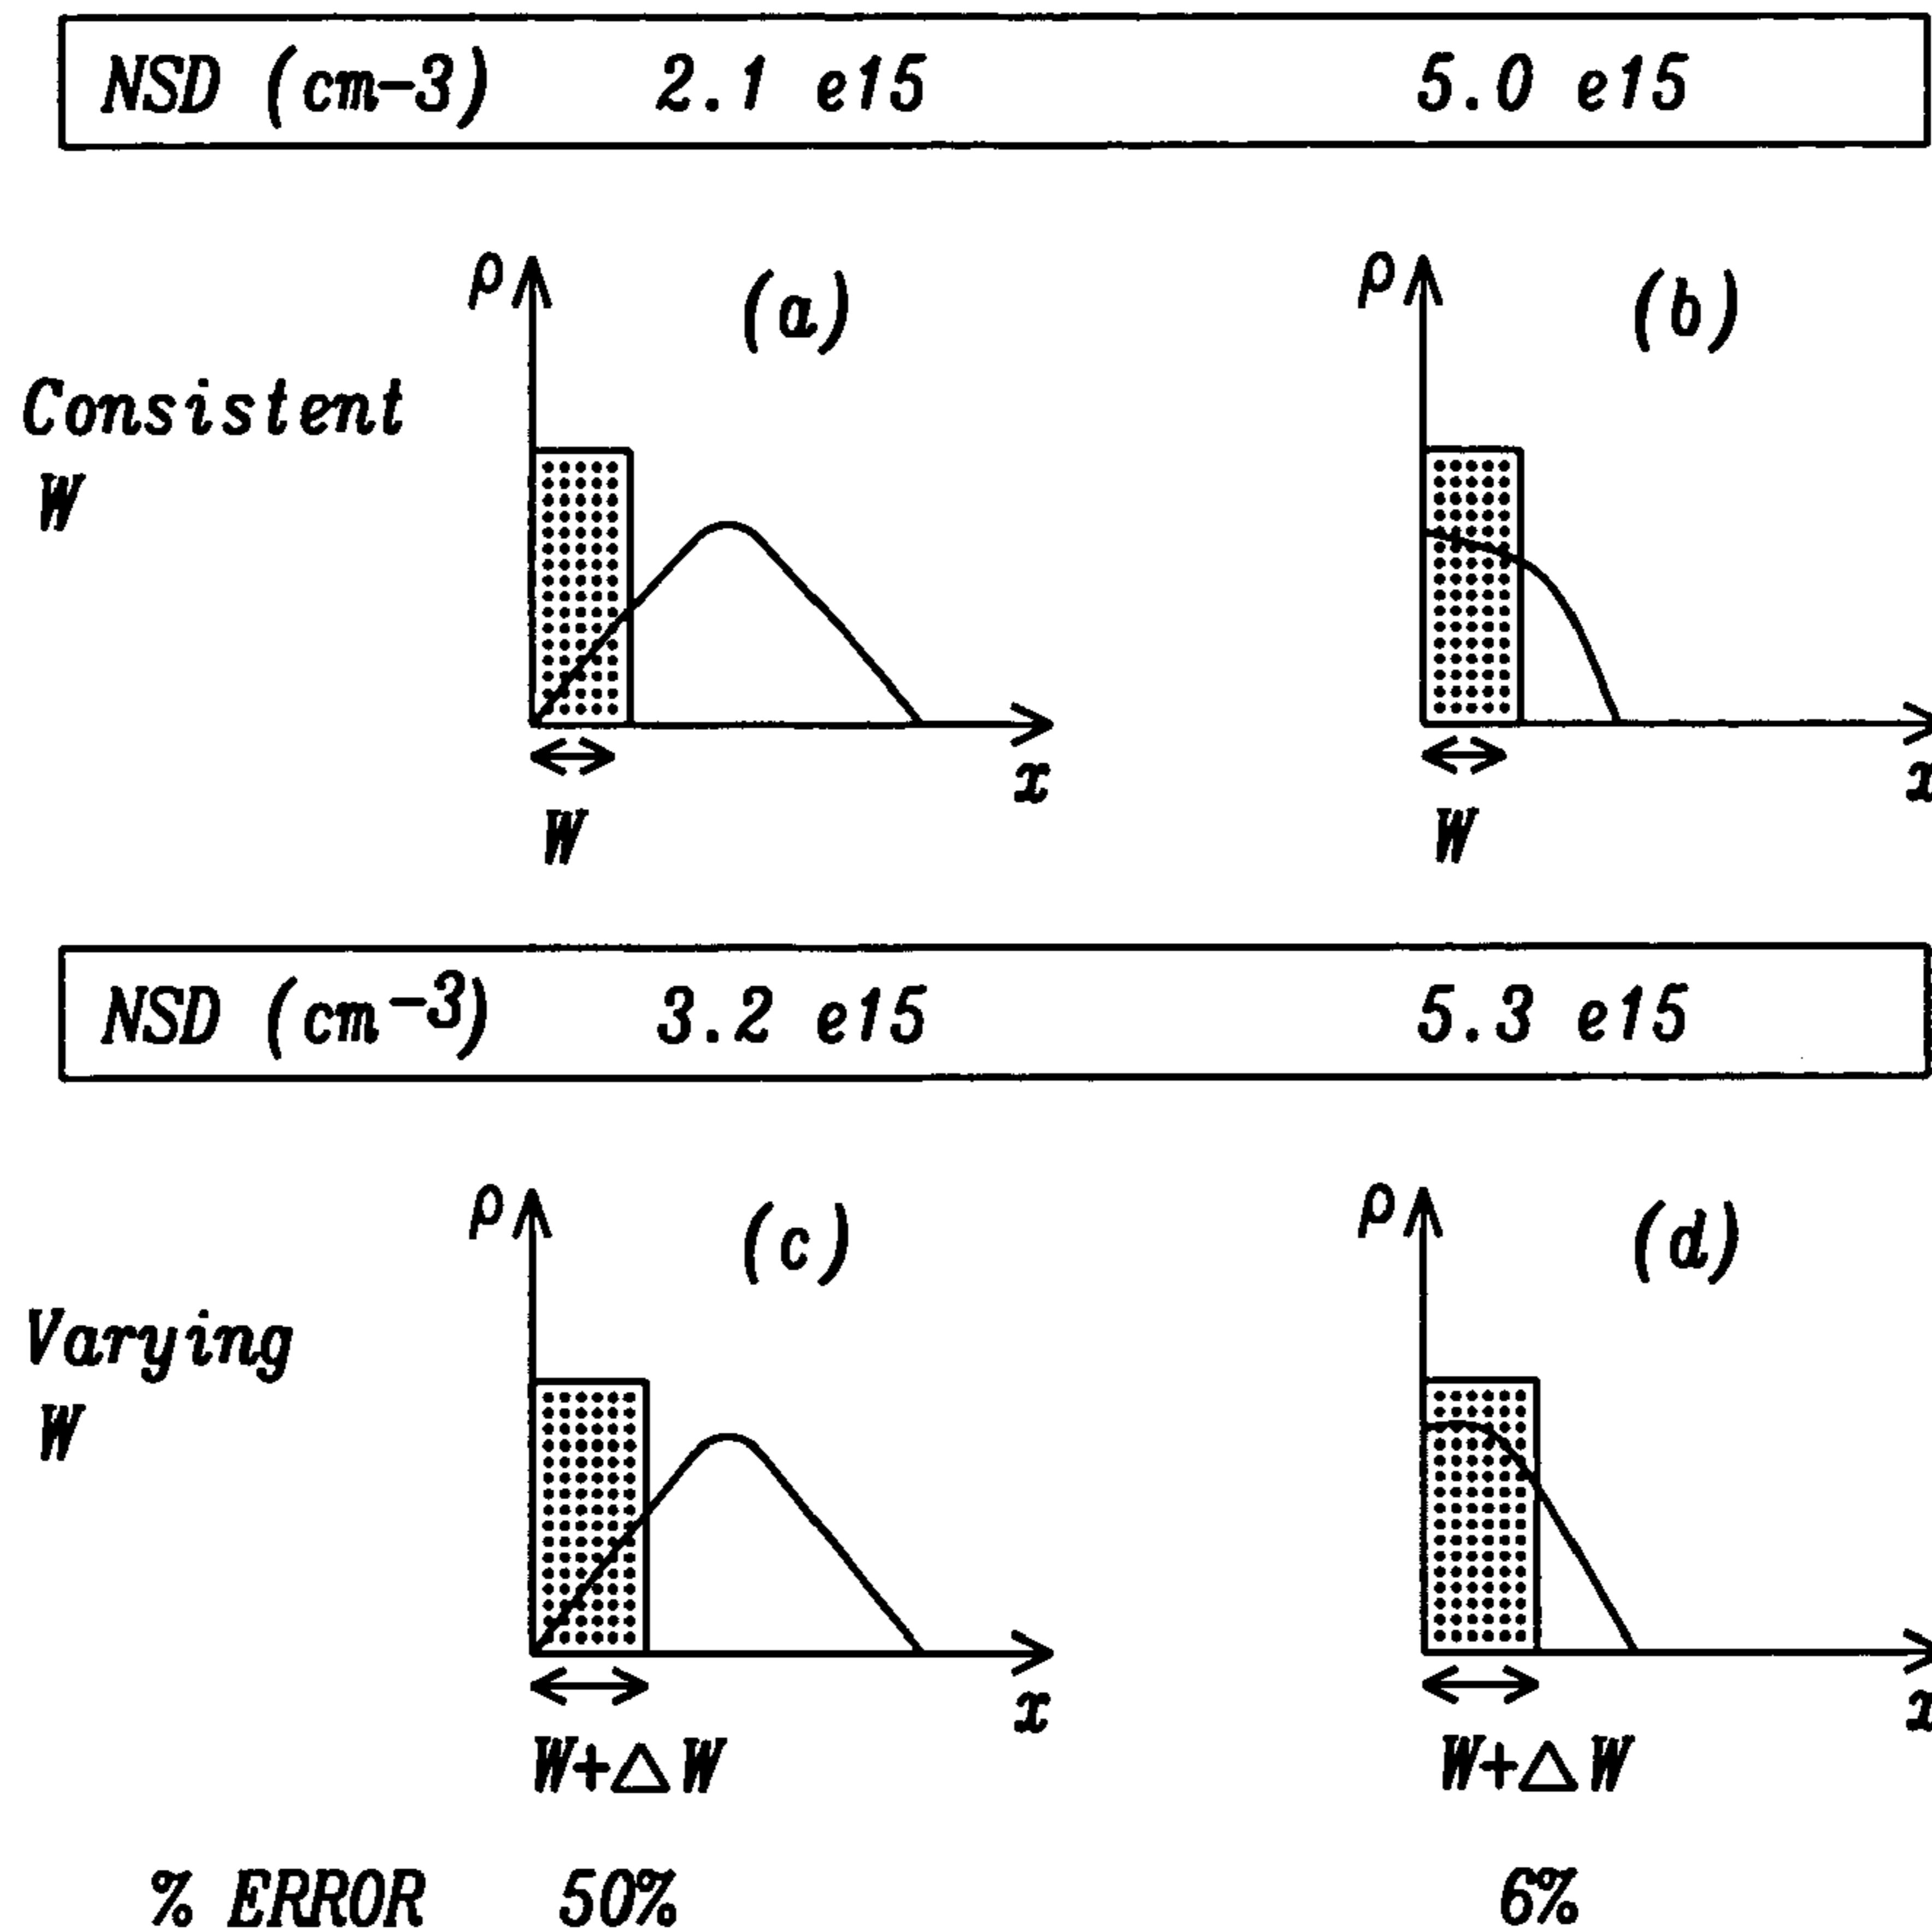 NSD (cm-3) 2.1 e15 5.0 e15
ρ (a) ρ (b)
Consistent
W
x x
W W
NSD (cm⁻³) 3.2 e15 5.3 e15
ρ (c) ρ (d)
Varying
W
x x
W+△W W+△W
% ERROR 50% 6%